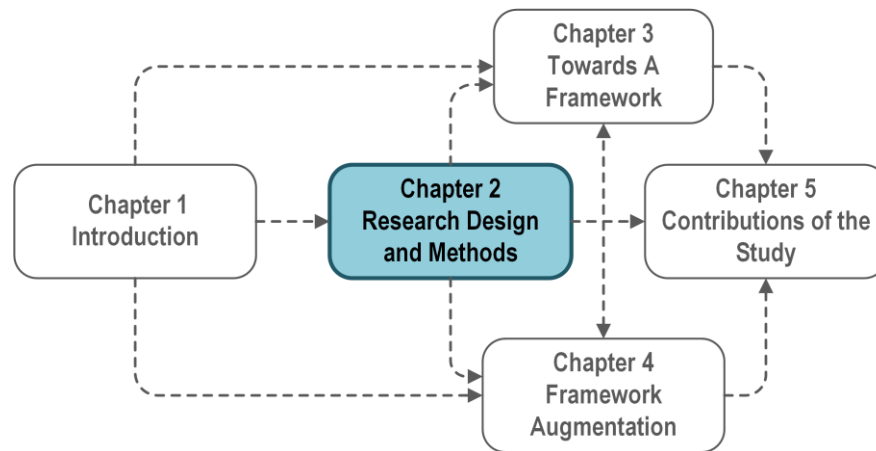 Chapter 1
Introduction
Chapter 2
Research Design
and Methods
Chapter 3
Towards A
Framework
Chapter 4
Framework
Augmentation
Chapter 5
Contributions of the
Study